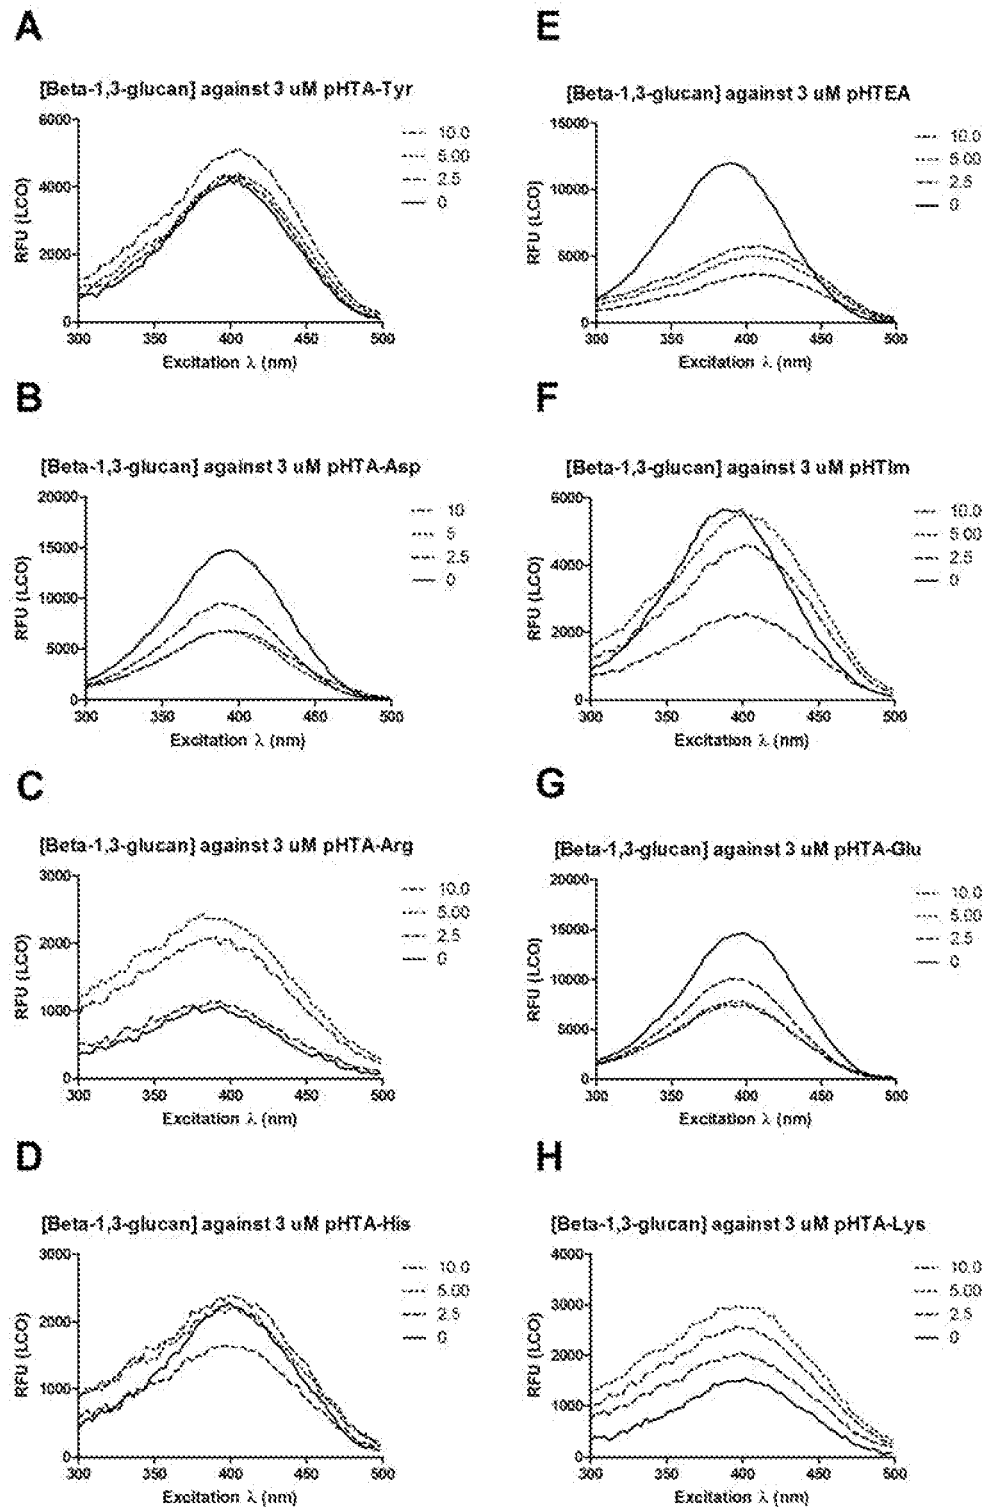 A
[Beta-1,3-glucan] against 3 uM pHTA-Tyr
6000
4000
2000
0
RFU (LCO)
300 350 400 450 500
Excitation λ (nm)
10.0
5.00
2.5
0
B
[Beta-1,3-glucan] against 3 uM pHTA-Asp
20000
15000
10000
5000
0
RFU (LCO)
300 350 400 450 500
Excitation λ (nm)
10
5
2.5
0
C
[Beta-1,3-glucan] against 3 uM pHTA-Arg
3000
2000
1000
0
RFU (LCO)
300 350 400 450 500
Excitation λ (nm)
10.0
5.00
2.5
0
D
[Beta-1,3-glucan] against 3 uM pHTA-His
3000
2000
1000
0
RFU (LCO)
300 350 400 450 500
Excitation λ (nm)
10.0
5.00
2.5
0
E
[Beta-1,3-glucan] against 3 uM pHTEA
15000
10000
5000
0
RFU (LCO)
300 350 400 450 500
Excitation λ (nm)
10.0
5.00
2.5
0
F
[Beta-1,3-glucan] against 3 uM pHTIm
6000
4000
2000
0
RFU (LCO)
300 350 400 450 500
Excitation λ (nm)
10.0
5.00
2.5
0
G
[Beta-1,3-glucan] against 3 uM pHTA-Glu
20000
15000
10000
5000
0
RFU (LCO)
300 350 400 450 500
Excitation λ (nm)
10.0
5.00
2.5
0
H
[Beta-1,3-glucan] against 3 uM pHTA-Lys
4000
3000
2000
1000
0
RFU (LCO)
300 350 400 450 500
Excitation λ (nm)
10.0
5.00
2.5
0